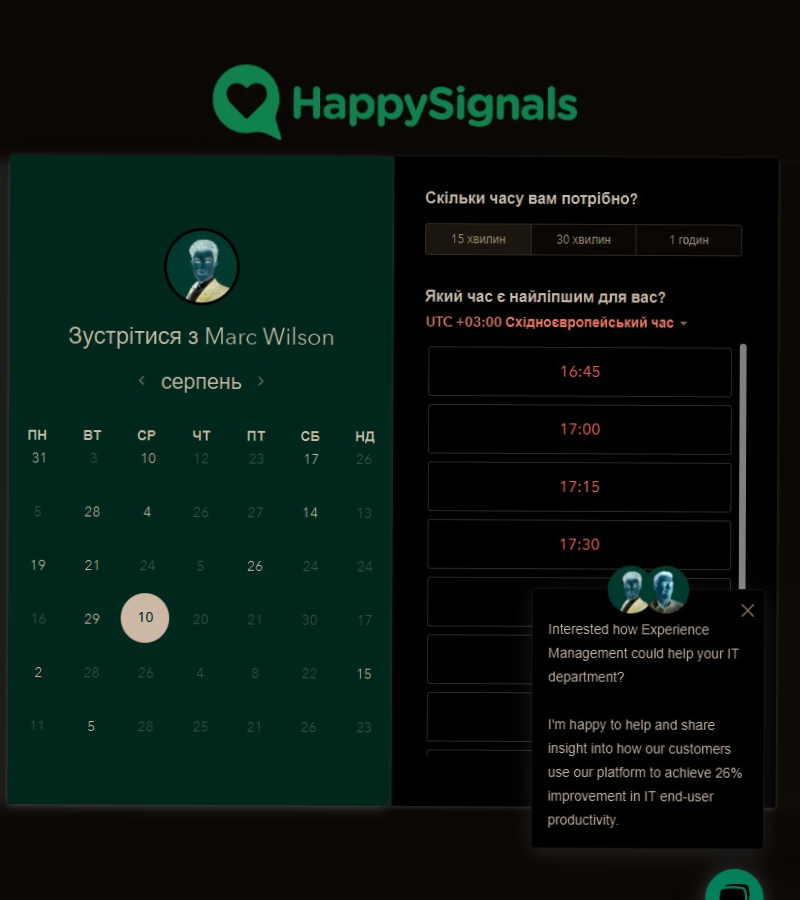 HappySignals
Зустрітися з Marc Wilson
серпень
ПН ВТ СР ЧТ ПТ СБ НД
31 3 10 12 23 17 26
5 28 4 26 27 14 13
19 21 24 5 26 24 24
16 29 10 20 21 30 17
2 28 26 4 8 22 15
11 5 28 25 21 26 23
Скільки часу вам потрібно?
15 хвилин 30 хвилин 1 годин
Який час є найліпшим для вас?
UTC +03:00 Східноєвропейський час
16:45
17:00
17:15
17:30
Interested how Experience
Management could help your IT
department?
I'm happy to help and share
insight into how our customers
use our platform to achieve 26%
improvement in IT end-user
productivity.